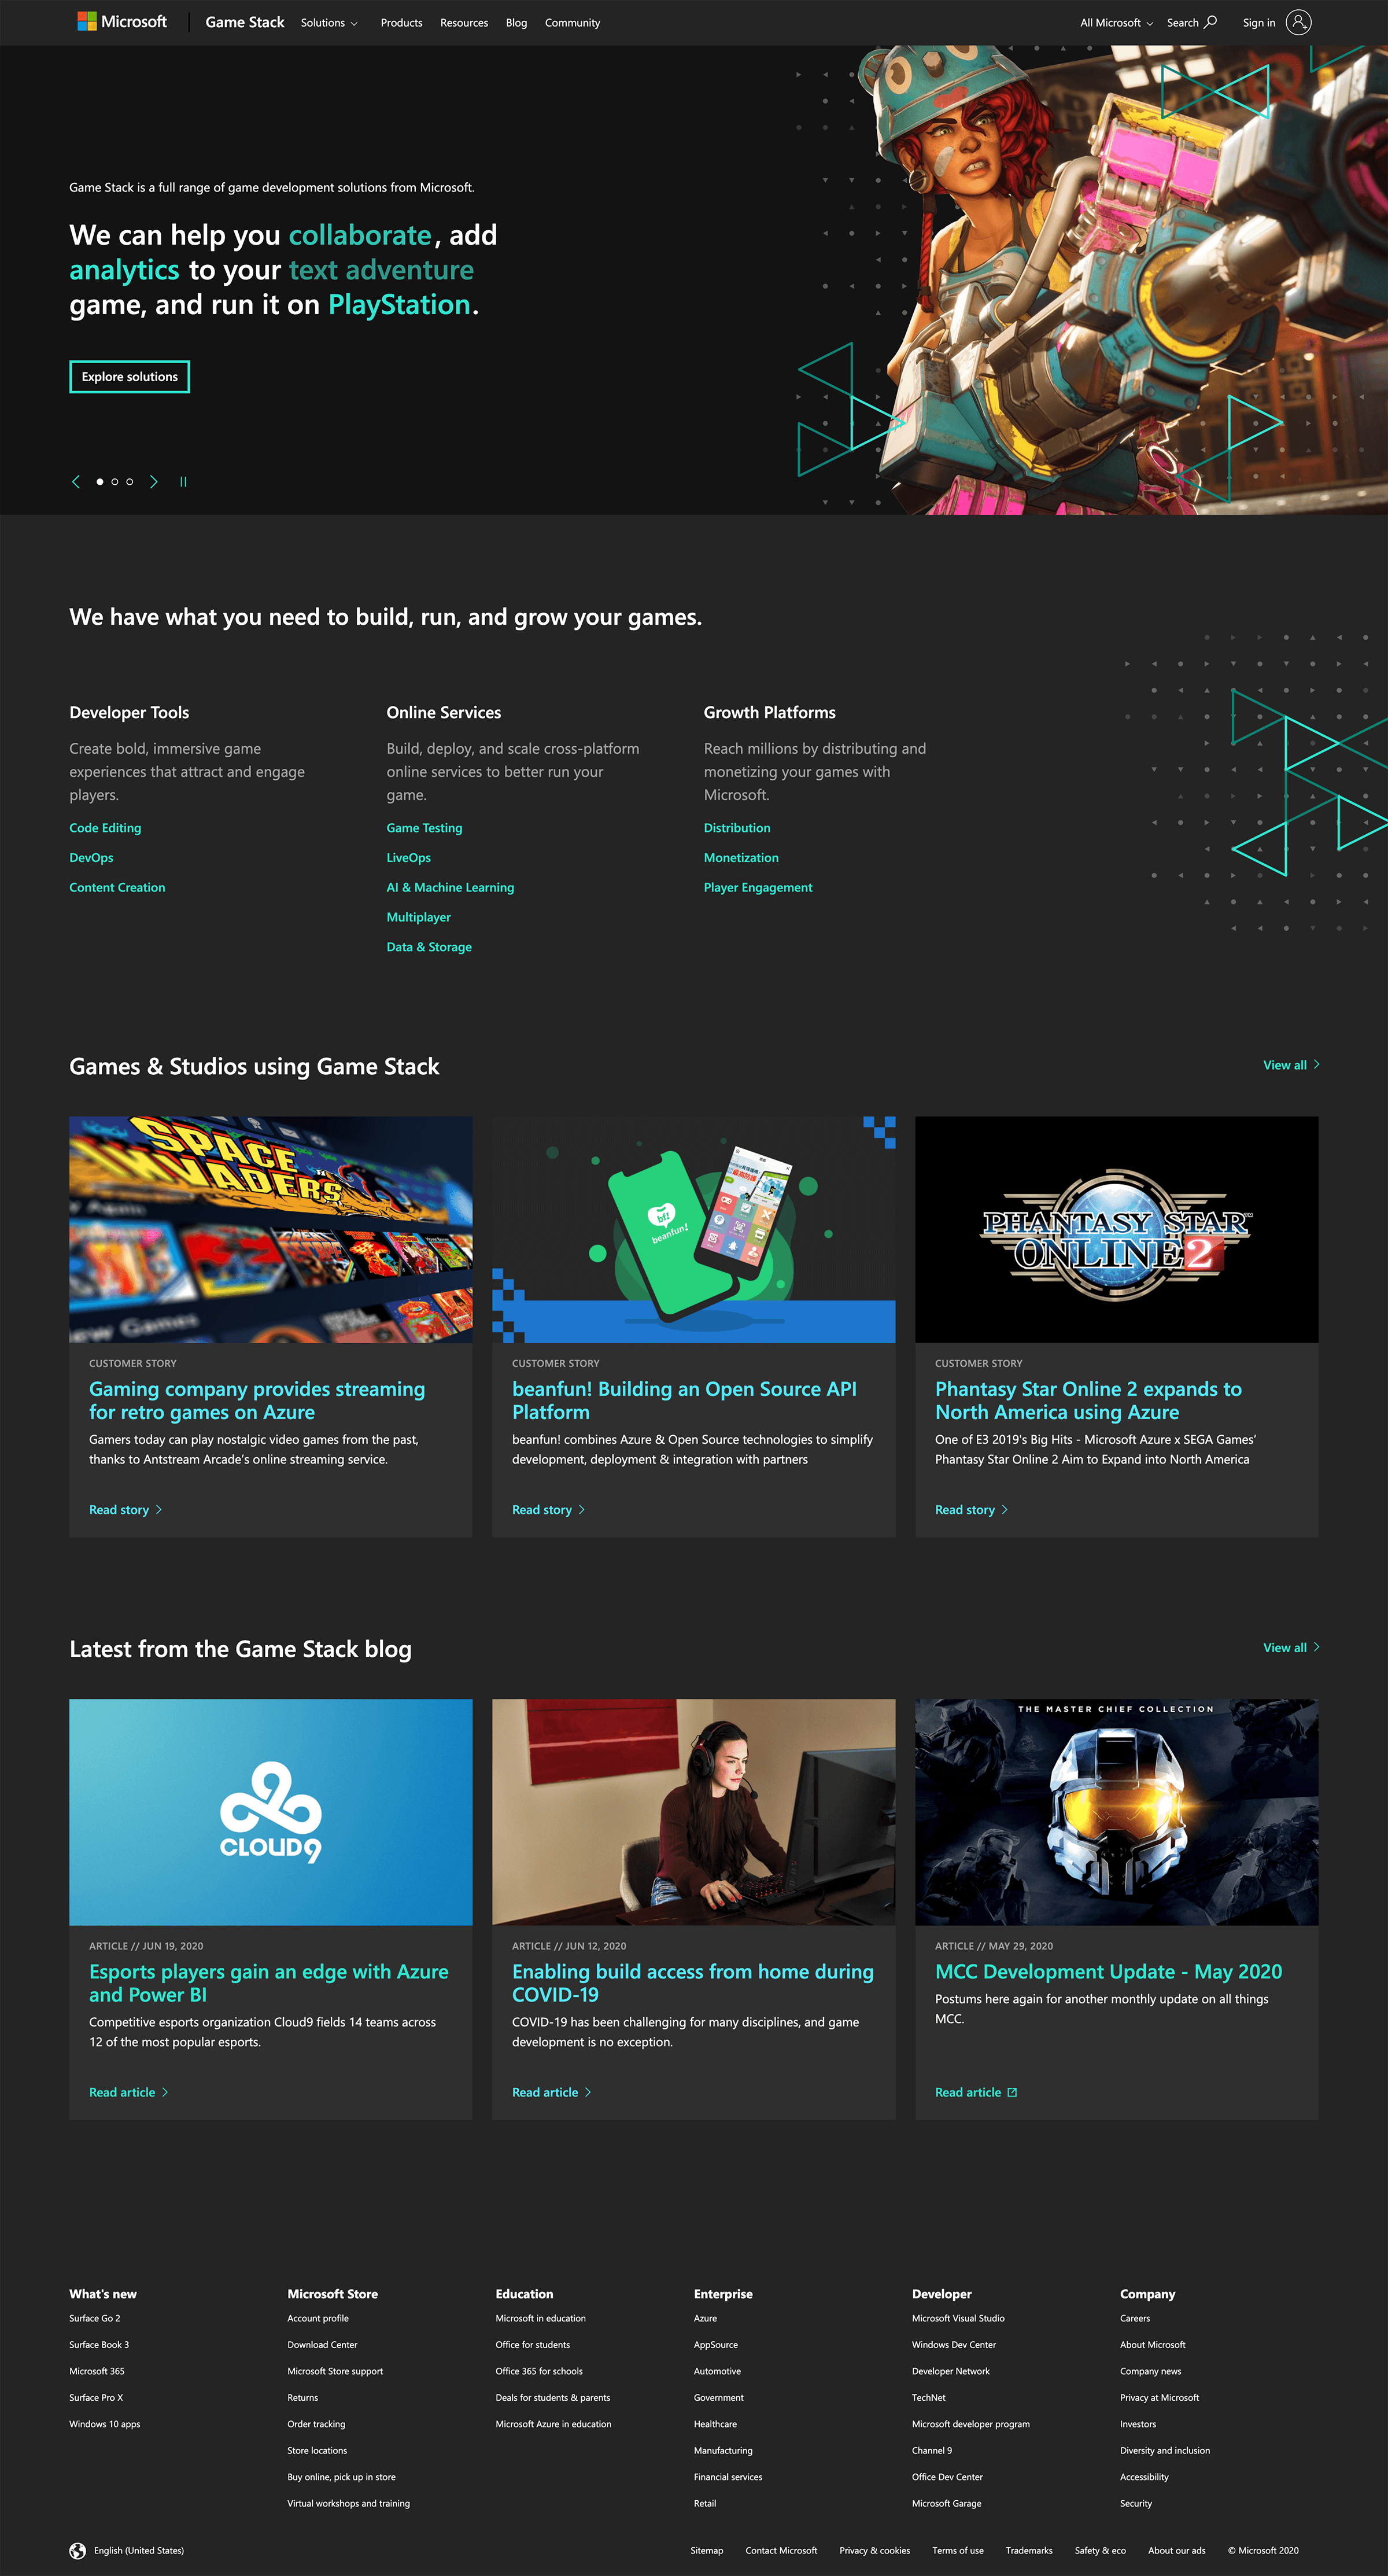 Microsoft
Game Stack
Solutions
Products
Resources
Blog
Community
All Microsoft
Search
Sign in
Game Stack is a full range of game development solutions from Microsoft.
We can help you collaborate, add
analytics to your text adventure
game, and run it on PlayStation.
Explore solutions
We have what you need to build, run, and grow your games.
Developer Tools
Create bold, immersive game
experiences that attract and engage
players.
Code Editing
DevOps
Content Creation
Online Services
Build, deploy, and scale cross-platform
online services to better run your
game.
Game Testing
LiveOps
AI & Machine Learning
Multiplayer
Data & Storage
Growth Platforms
Reach millions by distributing and
monetizing your games with
Microsoft.
Distribution
Monetization
Player Engagement
Games & Studios using Game Stack
View all
SPACE
INVADERS
New Games
CUSTOMER STORY
Gaming company provides streaming
for retro games on Azure
Gamers today can play nostalgic video games from the past,
thanks to Antstream Arcade's online streaming service.
Read story
bf!
beanfun!
CUSTOMER STORY
beanfun! Building an Open Source API
Platform
beanfun! combines Azure & Open Source technologies to simplify
development, deployment & integration with partners
Read story
PHANTASY STAR
ONLINE 2
CUSTOMER STORY
Phantasy Star Online 2 expands to
North America using Azure
One of E3 2019's Big Hits - Microsoft Azure x SEGA Games'
Phantasy Star Online 2 Aim to Expand into North America
Read story
Latest from the Game Stack blog
View all
CLOUD9
ARTICLE // JUN 19, 2020
Esports players gain an edge with Azure
and Power BI
Competitive esports organization Cloud9 fields 14 teams across
12 of the most popular esports.
Read article
ARTICLE // JUN 12, 2020
Enabling build access from home during
COVID-19
COVID-19 has been challenging for many disciplines, and game
development is no exception.
Read article
THE MASTER CHIEF COLLECTION
ARTICLE // MAY 29, 2020
MCC Development Update - May 2020
Postums here again for another monthly update on all things
MCC.
Read article
What's new
Surface Go 2
Surface Book 3
Microsoft 365
Surface Pro X
Windows 10 apps
Microsoft Store
Account profile
Download Center
Microsoft Store support
Returns
Order tracking
Store locations
Buy online, pick up in store
Virtual workshops and training
Education
Microsoft in education
Office for students
Office 365 for schools
Deals for students & parents
Microsoft Azure in education
Enterprise
Azure
AppSource
Automotive
Government
Healthcare
Manufacturing
Financial services
Retail
Developer
Microsoft Visual Studio
Windows Dev Center
Developer Network
TechNet
Microsoft developer program
Channel 9
Office Dev Center
Microsoft Garage
Company
Careers
About Microsoft
Company news
Privacy at Microsoft
Investors
Diversity and inclusion
Accessibility
Security
English (United States)
Sitemap
Contact Microsoft
Privacy & cookies
Terms of use
Trademarks
Safety & eco
About our ads
© Microsoft 2020